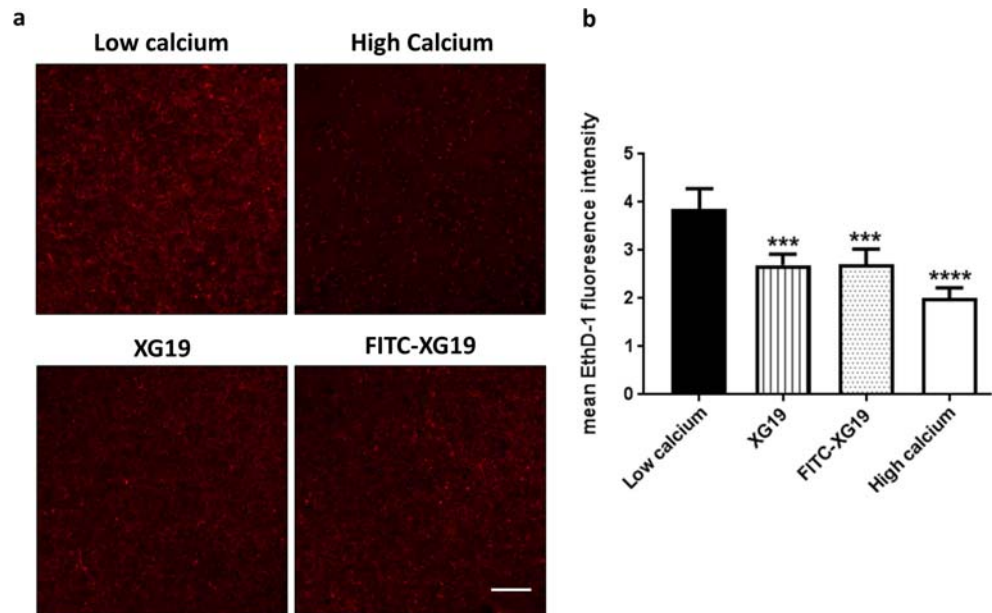 a
Low calcium
High Calcium
XG19
FITC-XG19
b
mean EthD-1 fluoresence intensity
5
4
3
2
1
0
***
***
****
Low calcium
XG19
FITC-XG19
High calcium